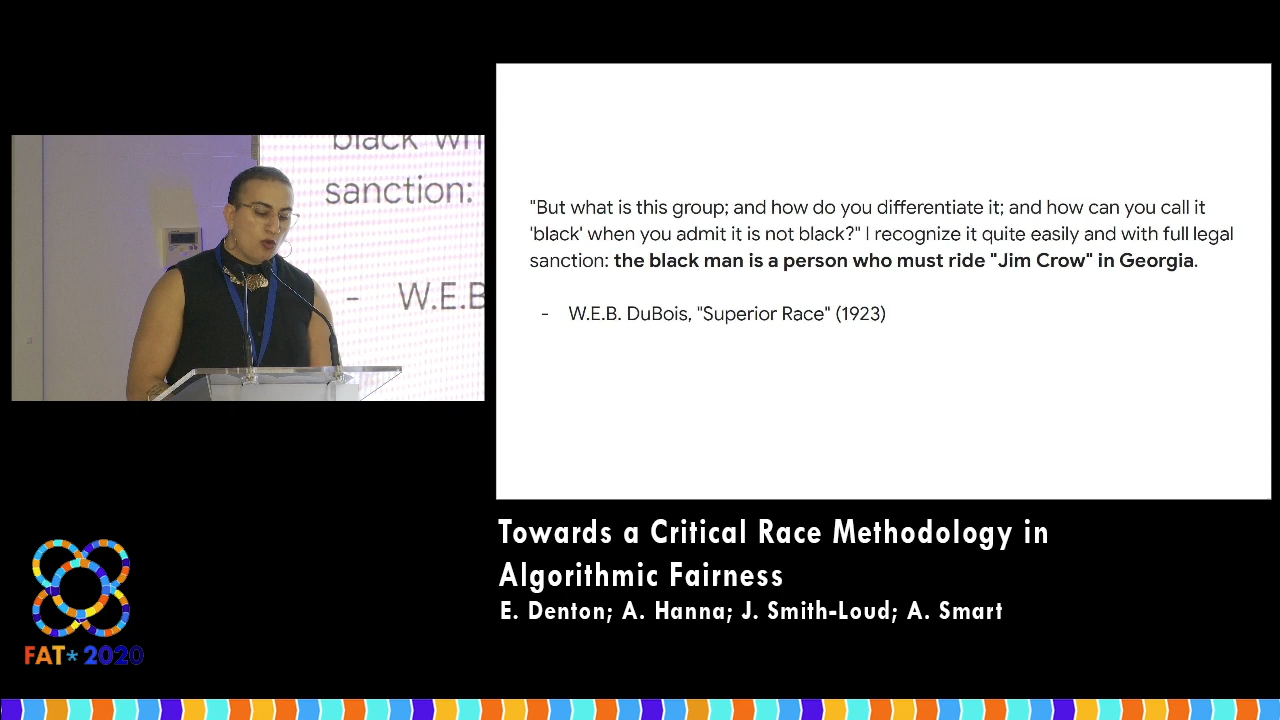 black wh
sanction:
- W.E.B
"But what is this group; and how do you differentiate it; and how can you call it
'black' when you admit it is not black?" I recognize it quite easily and with full legal
sanction: the black man is a person who must ride "Jim Crow" in Georgia.
- W.E.B. DuBois, "Superior Race" (1923)
Towards a Critical Race Methodology in
Algorithmic Fairness
E. Denton; A. Hanna; J. Smith-Loud; A. Smart
FAT* 2020